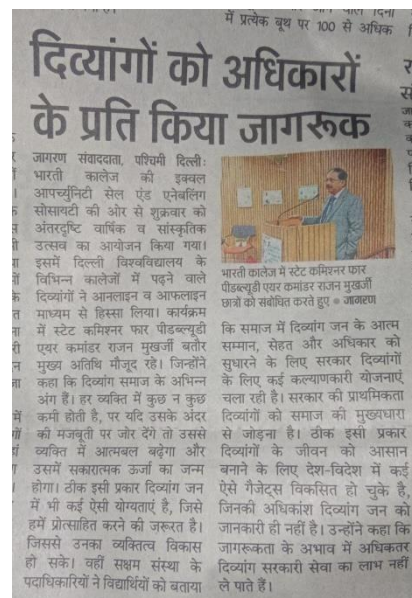 में प्रत्येक बूथ पर 100 से अधिक
दिव्यांगों को अधिकारों
के प्रति किया जागरूक
जागरण संवाददाता, पश्चिमी दिल्ली:
भारती कालेज की इक्वल
आपर्च्युनिटी सेल एंड एनेबलिंग
सोसायटी की ओर से शुक्रवार को
अंतरदृष्टि वार्षिक व सांस्कृतिक
उत्सव का आयोजन किया गया।
इसमें दिल्ली विश्वविद्यालय के
विभिन्न कालेजों में पढ़ने वाले
दिव्यांगों ने आनलाइन व आफलाइन
माध्यम से हिस्सा लिया। कार्यक्रम
में स्टेट कमिश्नर फार पीडब्ल्यूडी
एयर कमांडर राजन मुखर्जी बतौर
मुख्य अतिथि मौजूद रहे। जिन्होंने
कहा कि दिव्यांग समाज के अभिन्न
अंग हैं। हर व्यक्ति में कुछ न कुछ
कमी होती है, पर यदि उसके अंदर
की मजबूती पर जोर देंगे तो उससे
व्यक्ति में आत्मबल बढ़ेगा और
उसमें सकारात्मक ऊर्जा का जन्म
होगा। ठीक इसी प्रकार दिव्यांग जन
में भी कई ऐसी योग्यताएं है, जिसे
हमें प्रोत्साहित करने की जरूरत है।
जिससे उनका व्यक्तित्व विकास
हो सके। वहीं सक्षम संस्था के
पदाधिकारियों ने विद्यार्थियों को बताया
भारती कालेज में स्टेट कमिश्नर फार
पीडब्ल्यूडी एयर कमांडर राजन मुखर्जी
छात्रों को संबोधित करते हुए ● जागरण
कि समाज में दिव्यांग जन के आत्म
सम्मान, सेहत और अधिकार को
सुधारने के लिए सरकार दिव्यांगों
के लिए कई कल्याणकारी योजनाएं
चला रही है। सरकार की प्राथमिकता
दिव्यांगों को समाज की मुख्यधारा
से जोड़ना है। ठीक इसी प्रकार
दिव्यांगों के जीवन को आसान
बनाने के लिए देश-विदेश में कई
ऐसे गैजेट्स विकसित हो चुके है,
जिनकी अधिकांश दिव्यांग जन को
जानकारी ही नहीं है। उन्होंने कहा कि
जागरूकता के अभाव में अधिकतर
दिव्यांग सरकारी सेवा का लाभ नहीं
ले पाते हैं।